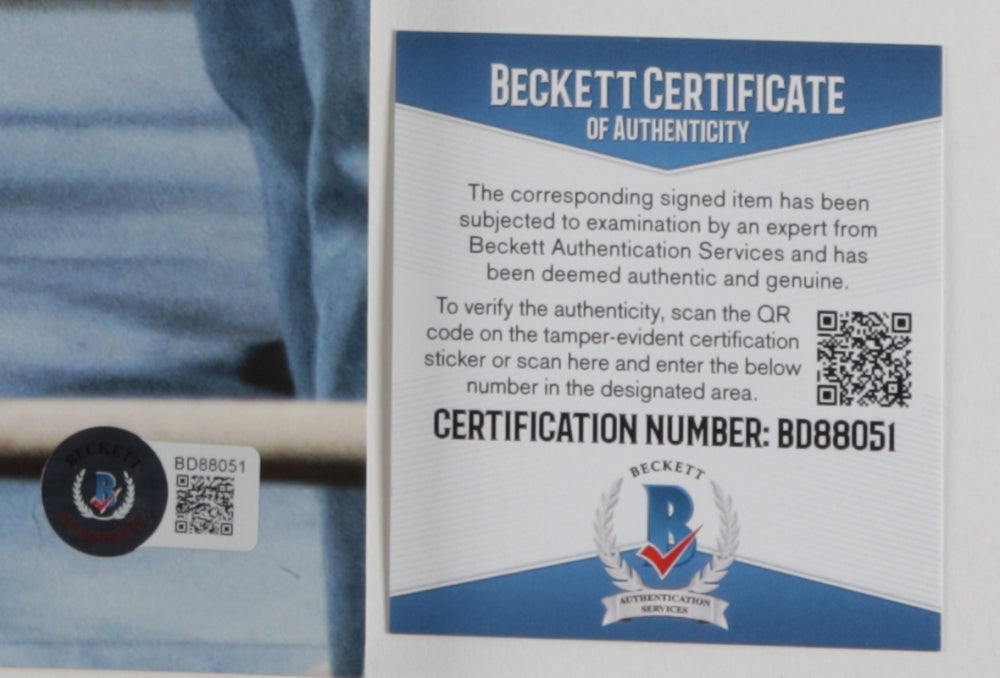 BECKETT CERTIFICATE
OF AUTHENTICITY
The corresponding signed item has been
subjected to examination by an expert from
Beckett Authentication Services and has
been deemed authentic and genuine.
To verify the authenticity, scan the QR
code on the tamper-evident certification
sticker or scan here and enter the below
number in the designated area.
CERTIFICATION NUMBER: BD88051
BECKETT
B
AUTHENTICATION
SERVICES
BECKETT
B
BD88051